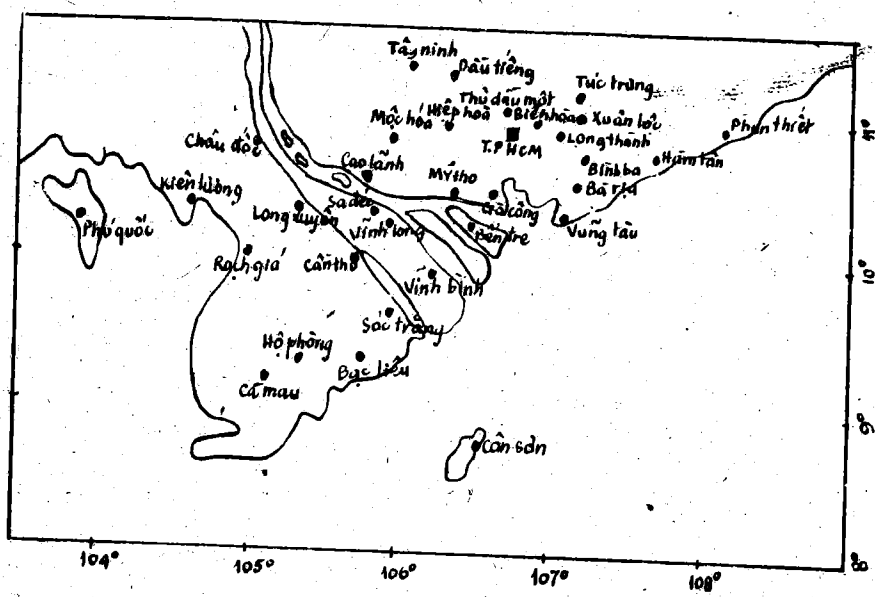 Tây ninh
Dầu tiếng
Túc trưng
Thủ dầu một
Mộc hóa
Hiệp hoà
Biên hòa
Xuân lộc
Phan thiết
11°
Châu đốc
T.P HCM
Long thành
Cao lãnh
Mỹ tho
Bình ba
Hàm tân
Kiên lương
Bà rịa
Sa đéc
Gò công
Phú quốc
Long xuyên
Vĩnh long
Bến tre
Vũng tàu
Rạch giá
Cần thơ
Vĩnh bình
10°
Sóc trăng
Hộ phòng
Bạc liêu
Cà mau
9°
Côn sơn
8°
104°
105°
106°
107°
108°